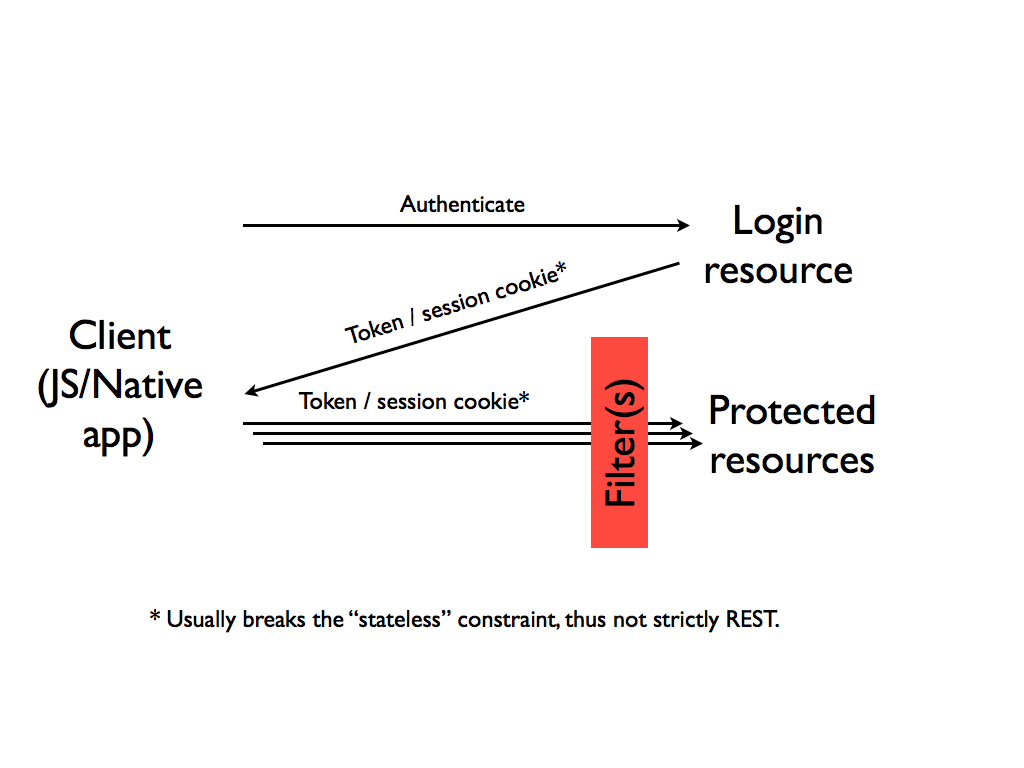 Authenticate
Login
resource
Token / session cookie*
Client
(JS/Native
app)
Token / session cookie*
Filter(s)
Protected
resources
* Usually breaks the “stateless” constraint, thus not strictly REST.